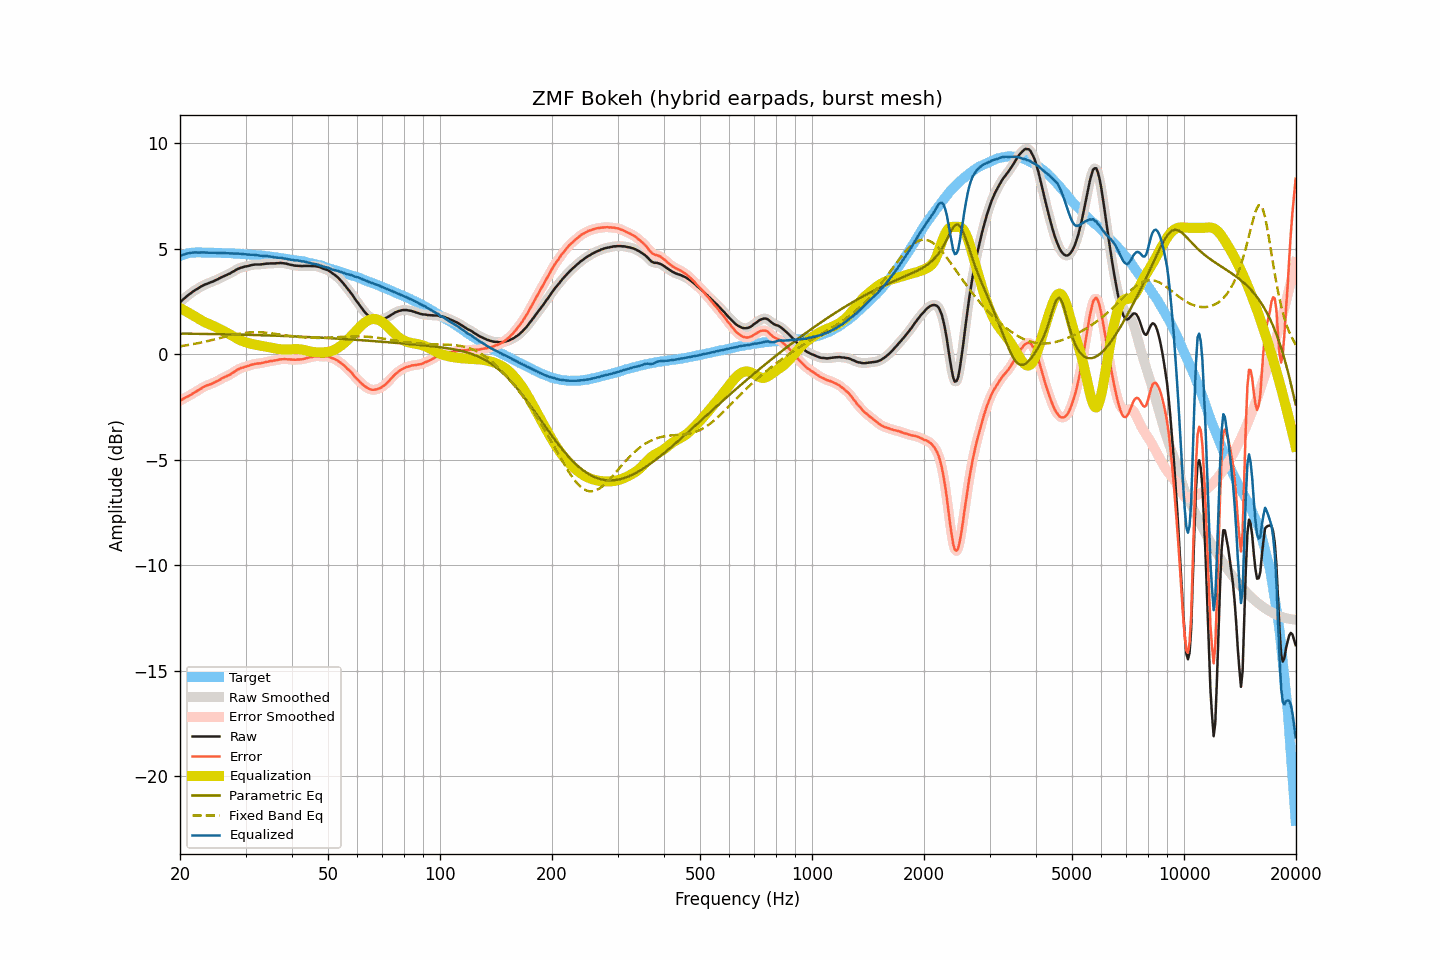 ZMF Bokeh (hybrid earpads, burst mesh)
10
5
0
−5
−10
−15
−20
Amplitude (dBr)
Target
Raw Smoothed
Error Smoothed
Raw
Error
Equalization
Parametric Eq
Fixed Band Eq
Equalized
20 50 100 200 500 1000 2000 5000 10000 20000
Frequency (Hz)